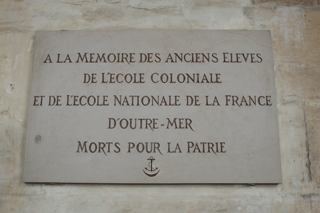 A LA MEMOIRE DES ANCIENS ELEVES
DE L'ECOLE COLONIALE
ET DE L'ECOLE NATIONALE DE LA FRANCE
D'OUTRE-MER
MORTS POUR LA PATRIE